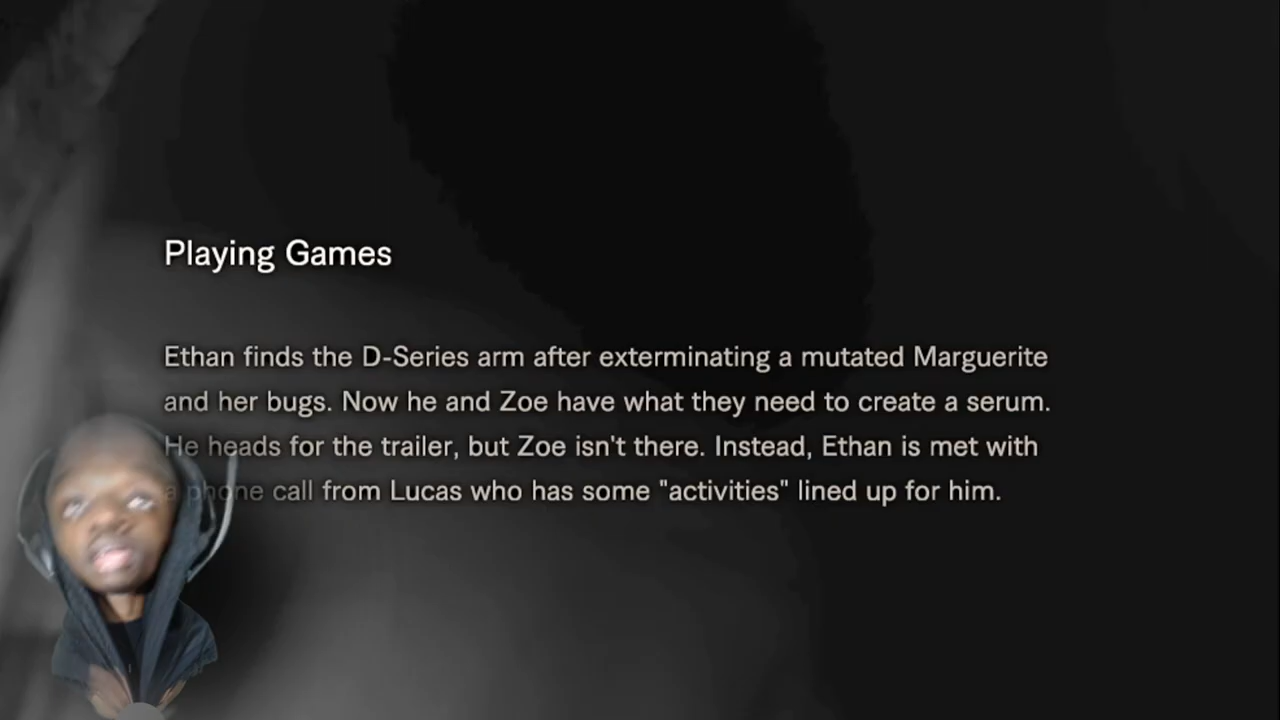 Playing Games
Ethan finds the D-Series arm after exterminating a mutated Marguerite
and her bugs. Now he and Zoe have what they need to create a serum.
He heads for the trailer, but Zoe isn't there. Instead, Ethan is met with
a phone call from Lucas who has some "activities" lined up for him.